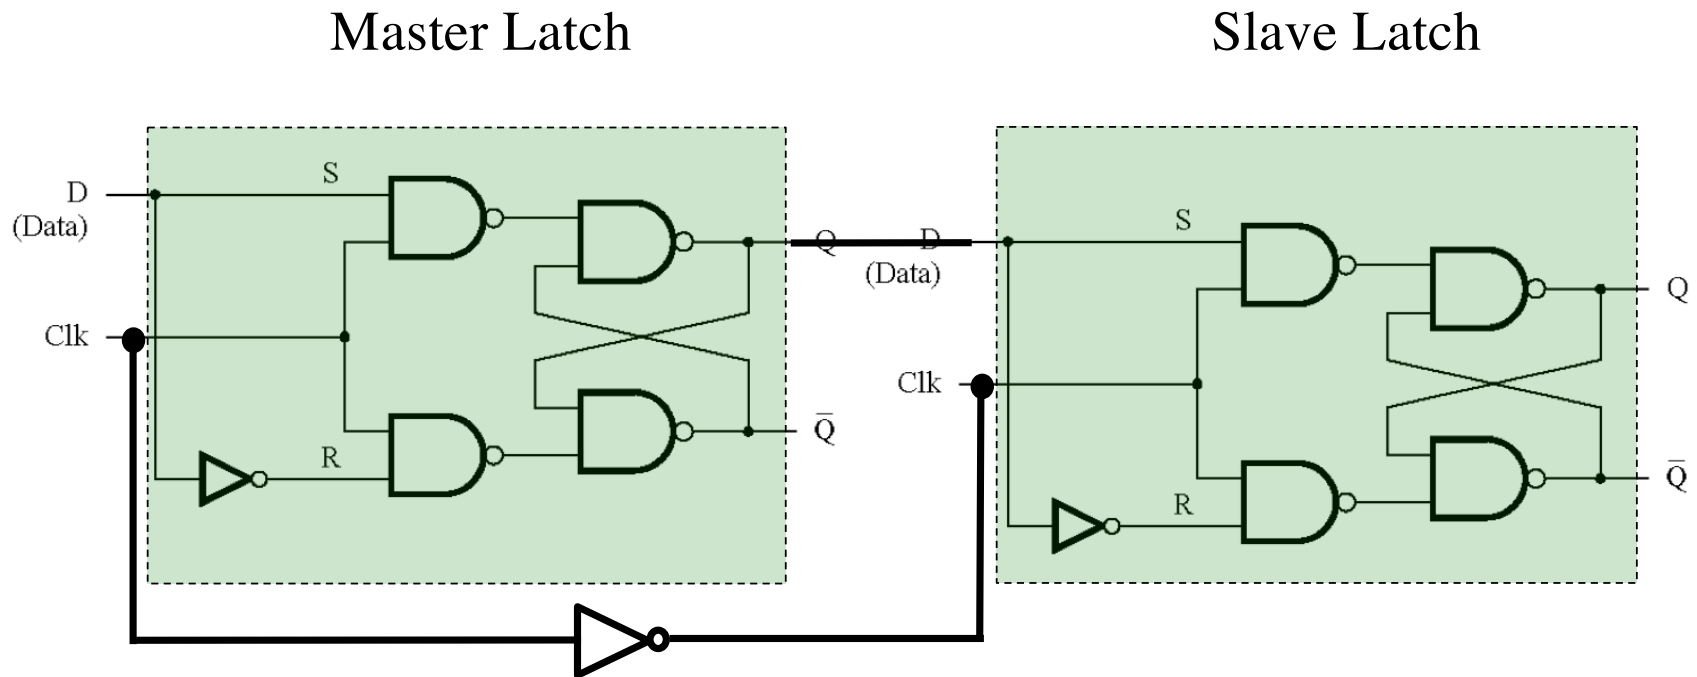 Master Latch
Slave Latch
D
(Data)
S
Clk
R
Q
Q̅
D
(Data)
S
Clk
R
Q
Q̅